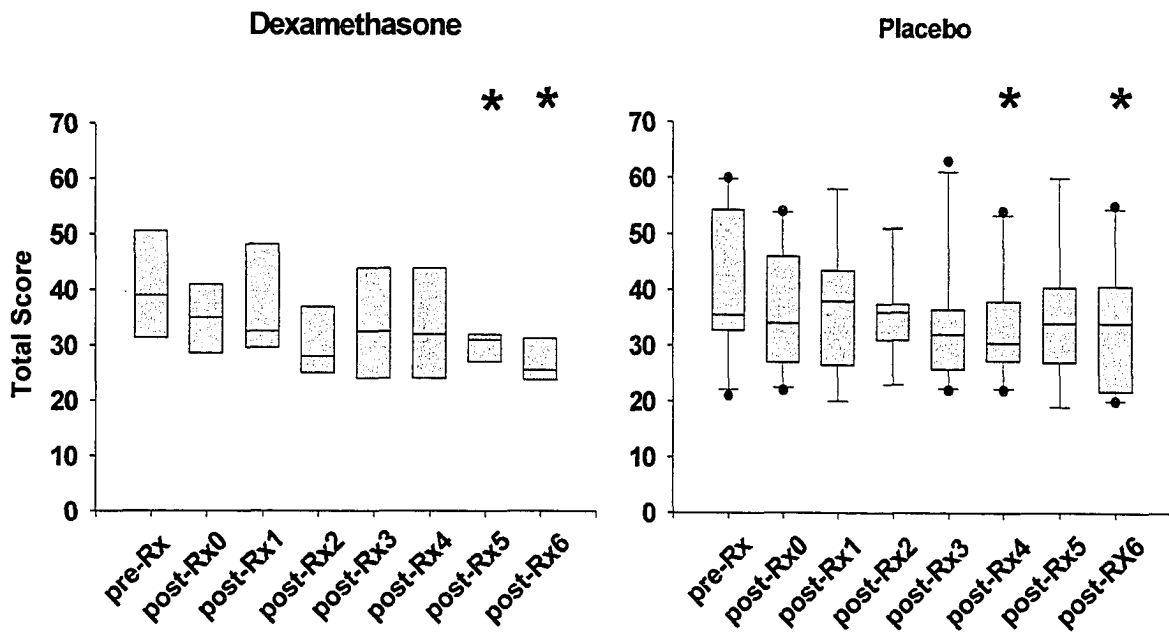 Dexamethasone
* *
Total Score
70
60
50
40
30
20
10
0
pre-Rx
post-Rx0
post-Rx1
post-Rx2
post-Rx3
post-Rx4
post-Rx5
post-Rx6
Placebo
* *
70
60
50
40
30
20
10
0
pre-Rx
post-Rx0
post-Rx1
post-Rx2
post-Rx3
post-Rx4
post-Rx5
post-RX6